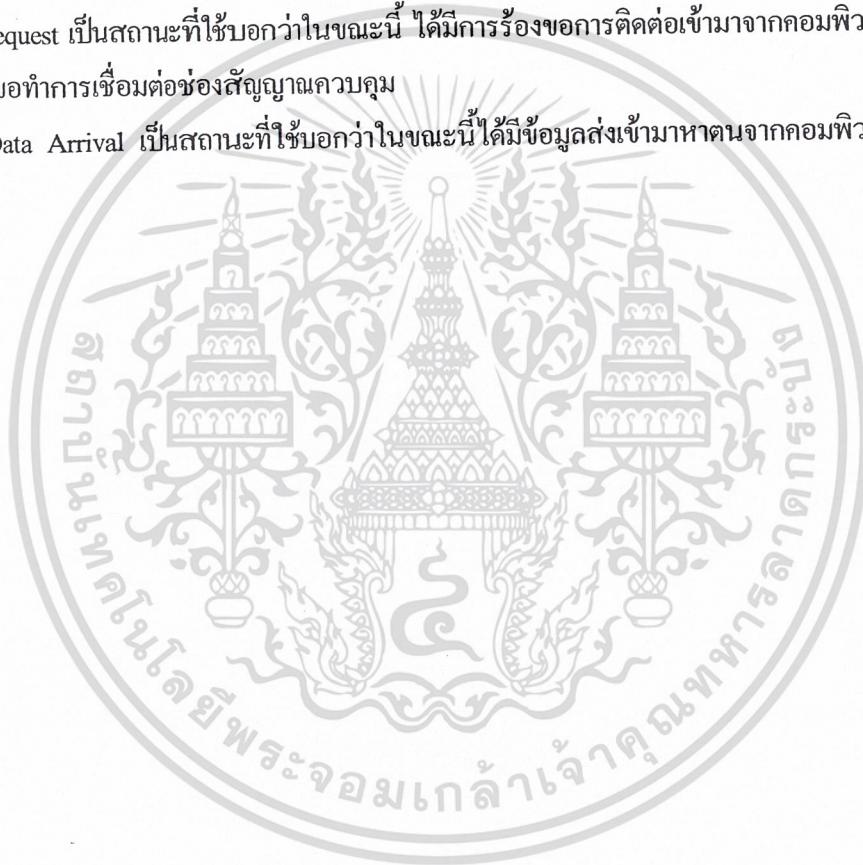 equest เป็นสถานะที่ใช้บอกว่าในขณะนี้ ได้มีการร้องขอการติดต่อเข้ามาจากคอมพิว
ขอทำการเชื่อมต่อช่องสัญญาณควบคุม
Data Arrival เป็นสถานะที่ใช้บอกว่าในขณะนี้ได้มีข้อมูลส่งเข้ามาหาตนจากคอมพิว
สถาบันเทคโนโลยีพระจอมเกล้าเจ้าคุณทหารลาดกระบัง
๔